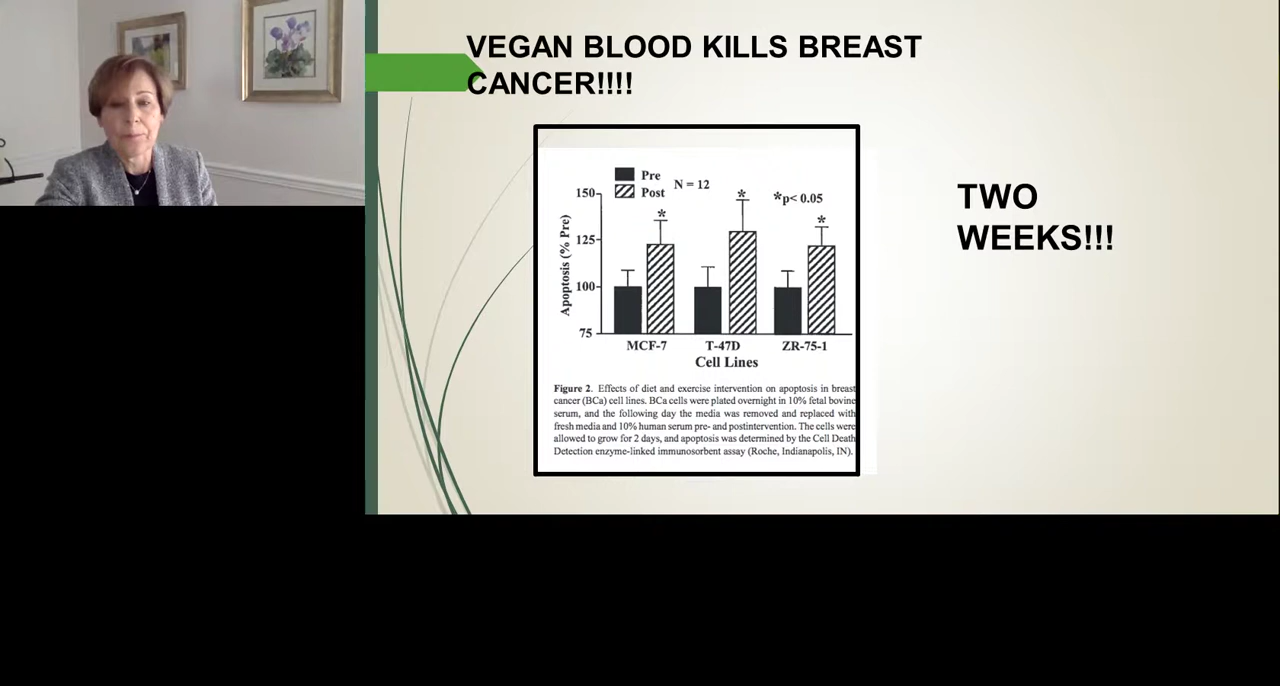 VEGAN BLOOD KILLS BREAST
CANCER!!!!
TWO
WEEKS!!!
Pre
Post
N = 12
*p< 0.05
150
125
100
75
Apoptosis (% Pre)
*
*
*
MCF-7
T-47D
ZR-75-1
Cell Lines
Figure 2. Effects of diet and exercise intervention on apoptosis in breast
cancer (BCa) cell lines. BCa cells were plated overnight in 10% fetal bovine
serum, and the following day the media was removed and replaced with
fresh media and 10% human serum pre- and postintervention. The cells were
allowed to grow for 2 days, and apoptosis was determined by the Cell Death
Detection enzyme-linked immunosorbent assay (Roche, Indianapolis, IN).